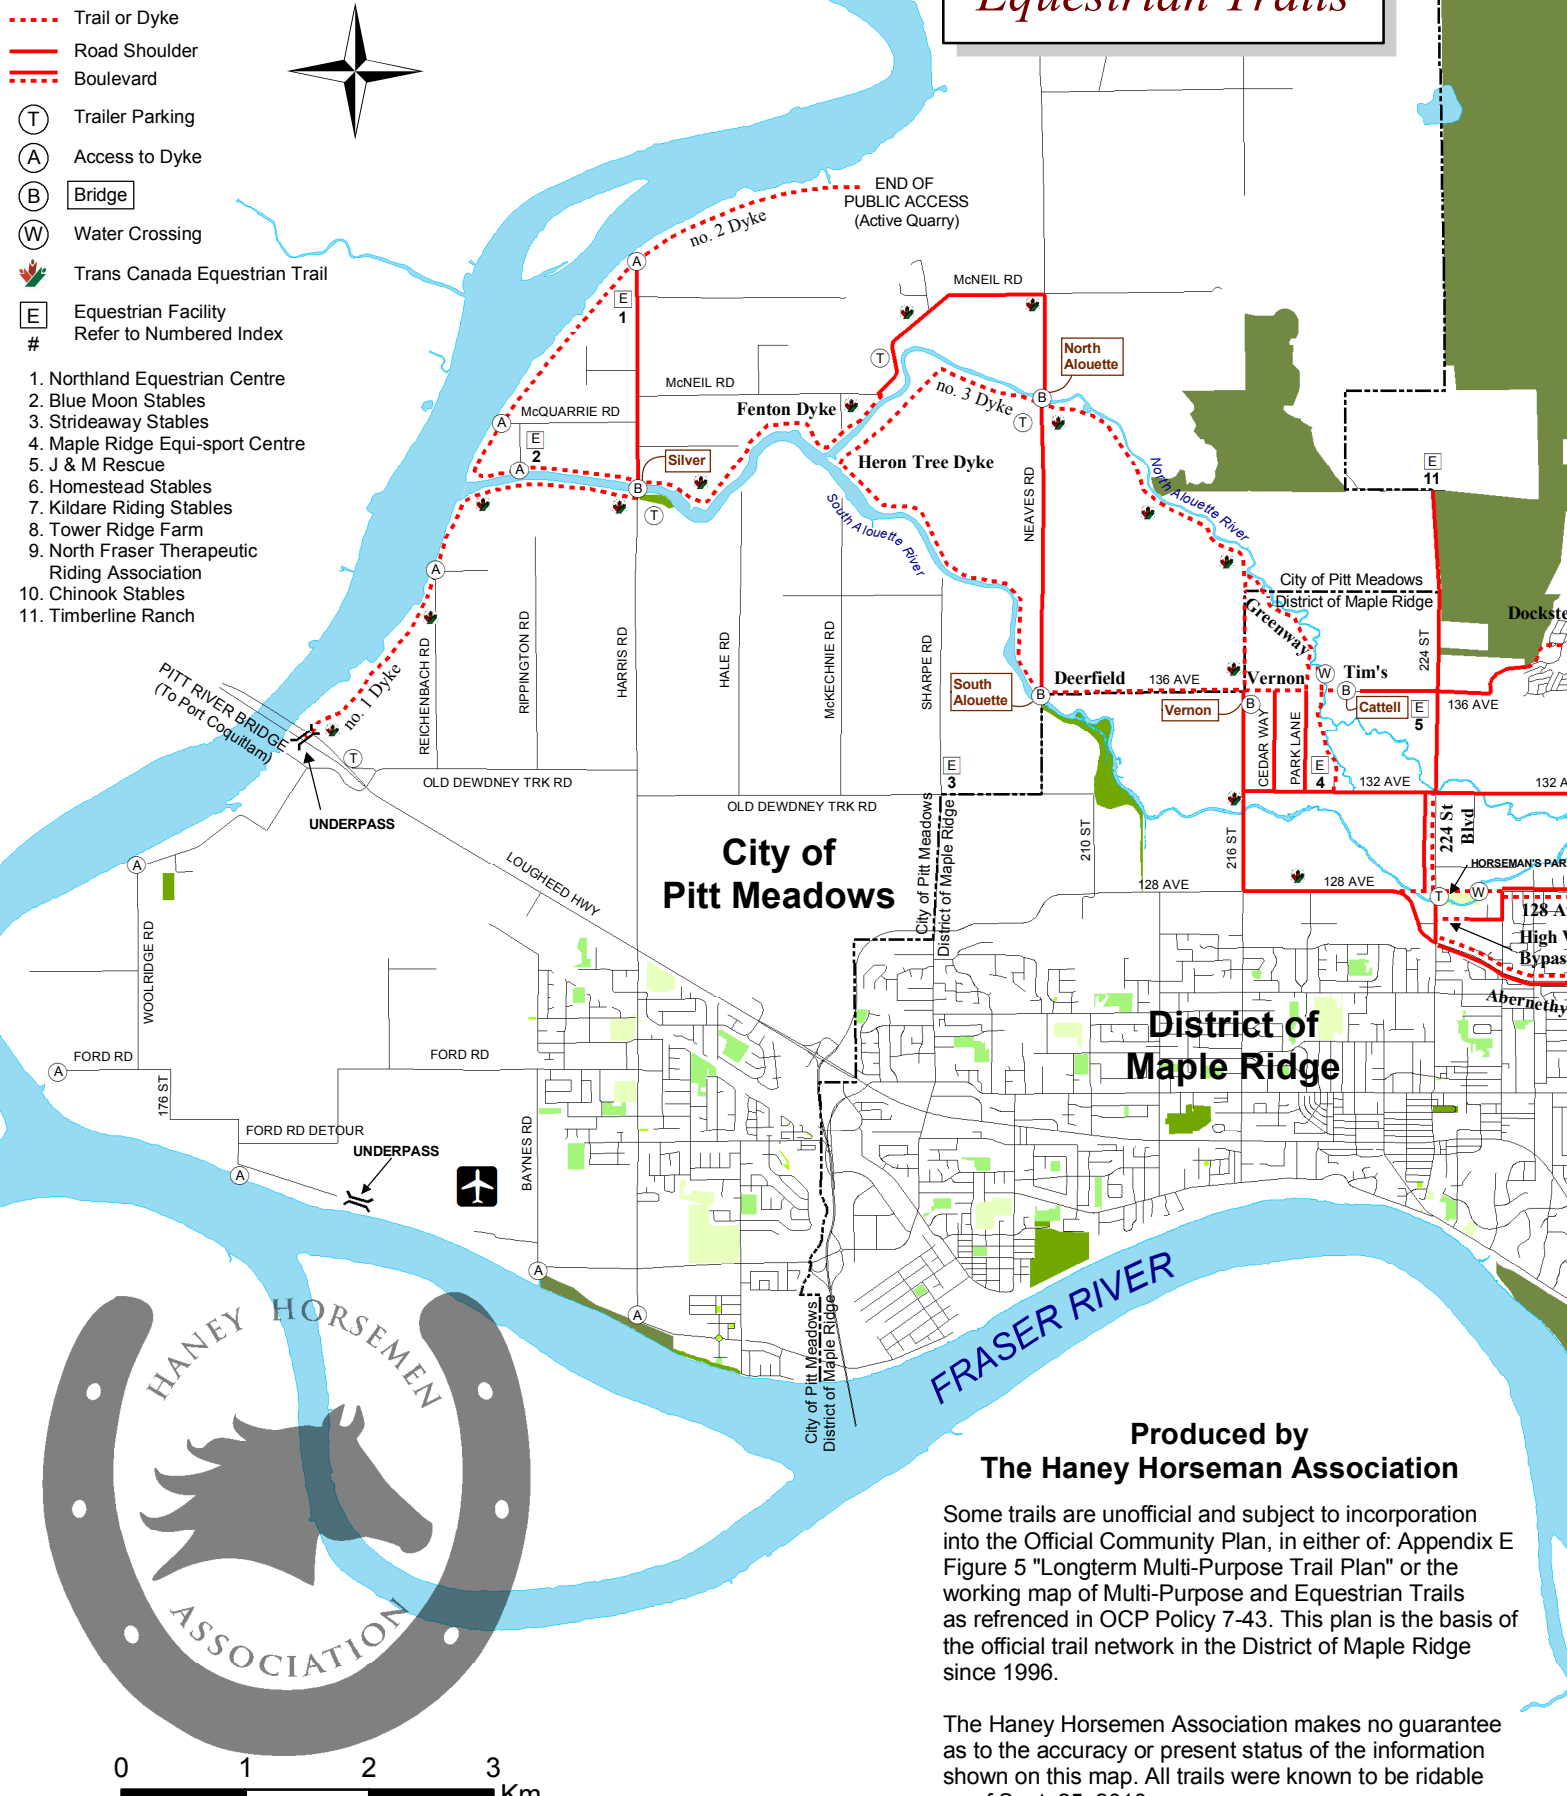 Equestrian Trails
Trail or Dyke
Road Shoulder
Boulevard
T Trailer Parking
A Access to Dyke
B Bridge
W Water Crossing
Trans Canada Equestrian Trail
E Equestrian Facility
# Refer to Numbered Index
1. Northland Equestrian Centre
2. Blue Moon Stables
3. Strideaway Stables
4. Maple Ridge Equi-sport Centre
5. J & M Rescue
6. Homestead Stables
7. Kildare Riding Stables
8. Tower Ridge Farm
9. North Fraser Therapeutic
Riding Association
10. Chinook Stables
11. Timberline Ranch
END OF
PUBLIC ACCESS
(Active Quarry)
no. 2 Dyke
A
E
1
McNEIL RD
T
North
Alouette
B
McNEIL RD
no. 3 Dyke
T
McQUARRIE RD
A
Fenton Dyke
E
2
A
Silver
B
T
Heron Tree Dyke
NEAVES RD
North Alouette River
South Alouette River
E
11
A
City of Pitt Meadows
District of Maple Ridge
Greenway
224 ST
REICHENBACH RD
RIPPINGTON RD
HARRIS RD
HALE RD
McKECHNIE RD
SHARPE RD
no. 1 Dyke
PITT RIVER BRIDGE
(To Port Coquitlam)
T
UNDERPASS
South
Alouette
B
Deerfield
136 AVE
Vernon
W
Tim's
B
Cattell
E
5
136 AVE
Vernon
B
CEDAR WAY
PARK LANE
E
4
132 AVE
132 A
E
3
OLD DEWDNEY TRK RD
OLD DEWDNEY TRK RD
City of
Pitt Meadows
City of Pitt Meadows
District of Maple Ridge
210 ST
216 ST
224 St
Blvd
HORSEMAN'S PAR
128 AVE
128 AVE
T
W
128 A
High
Bypas
Abernethy
Dockste
LOUGHEED HWY
A
WOOLRIDGE RD
FORD RD
A
FORD RD
176 ST
FORD RD DETOUR
UNDERPASS
A
BAYNES RD
A
A
District of
Maple Ridge
City of Pitt Meadows
District of Maple Ridge
FRASER RIVER
HANEY HORSEMEN
ASSOCIATION
Produced by
The Haney Horseman Association
Some trails are unofficial and subject to incorporation
into the Official Community Plan, in either of: Appendix E
Figure 5 "Longterm Multi-Purpose Trail Plan" or the
working map of Multi-Purpose and Equestrian Trails
as refrenced in OCP Policy 7-43. This plan is the basis of
the official trail network in the District of Maple Ridge
since 1996.
The Haney Horsemen Association makes no guarantee
as to the accuracy or present status of the information
shown on this map. All trails were known to be ridable
0 1 2 3
Km